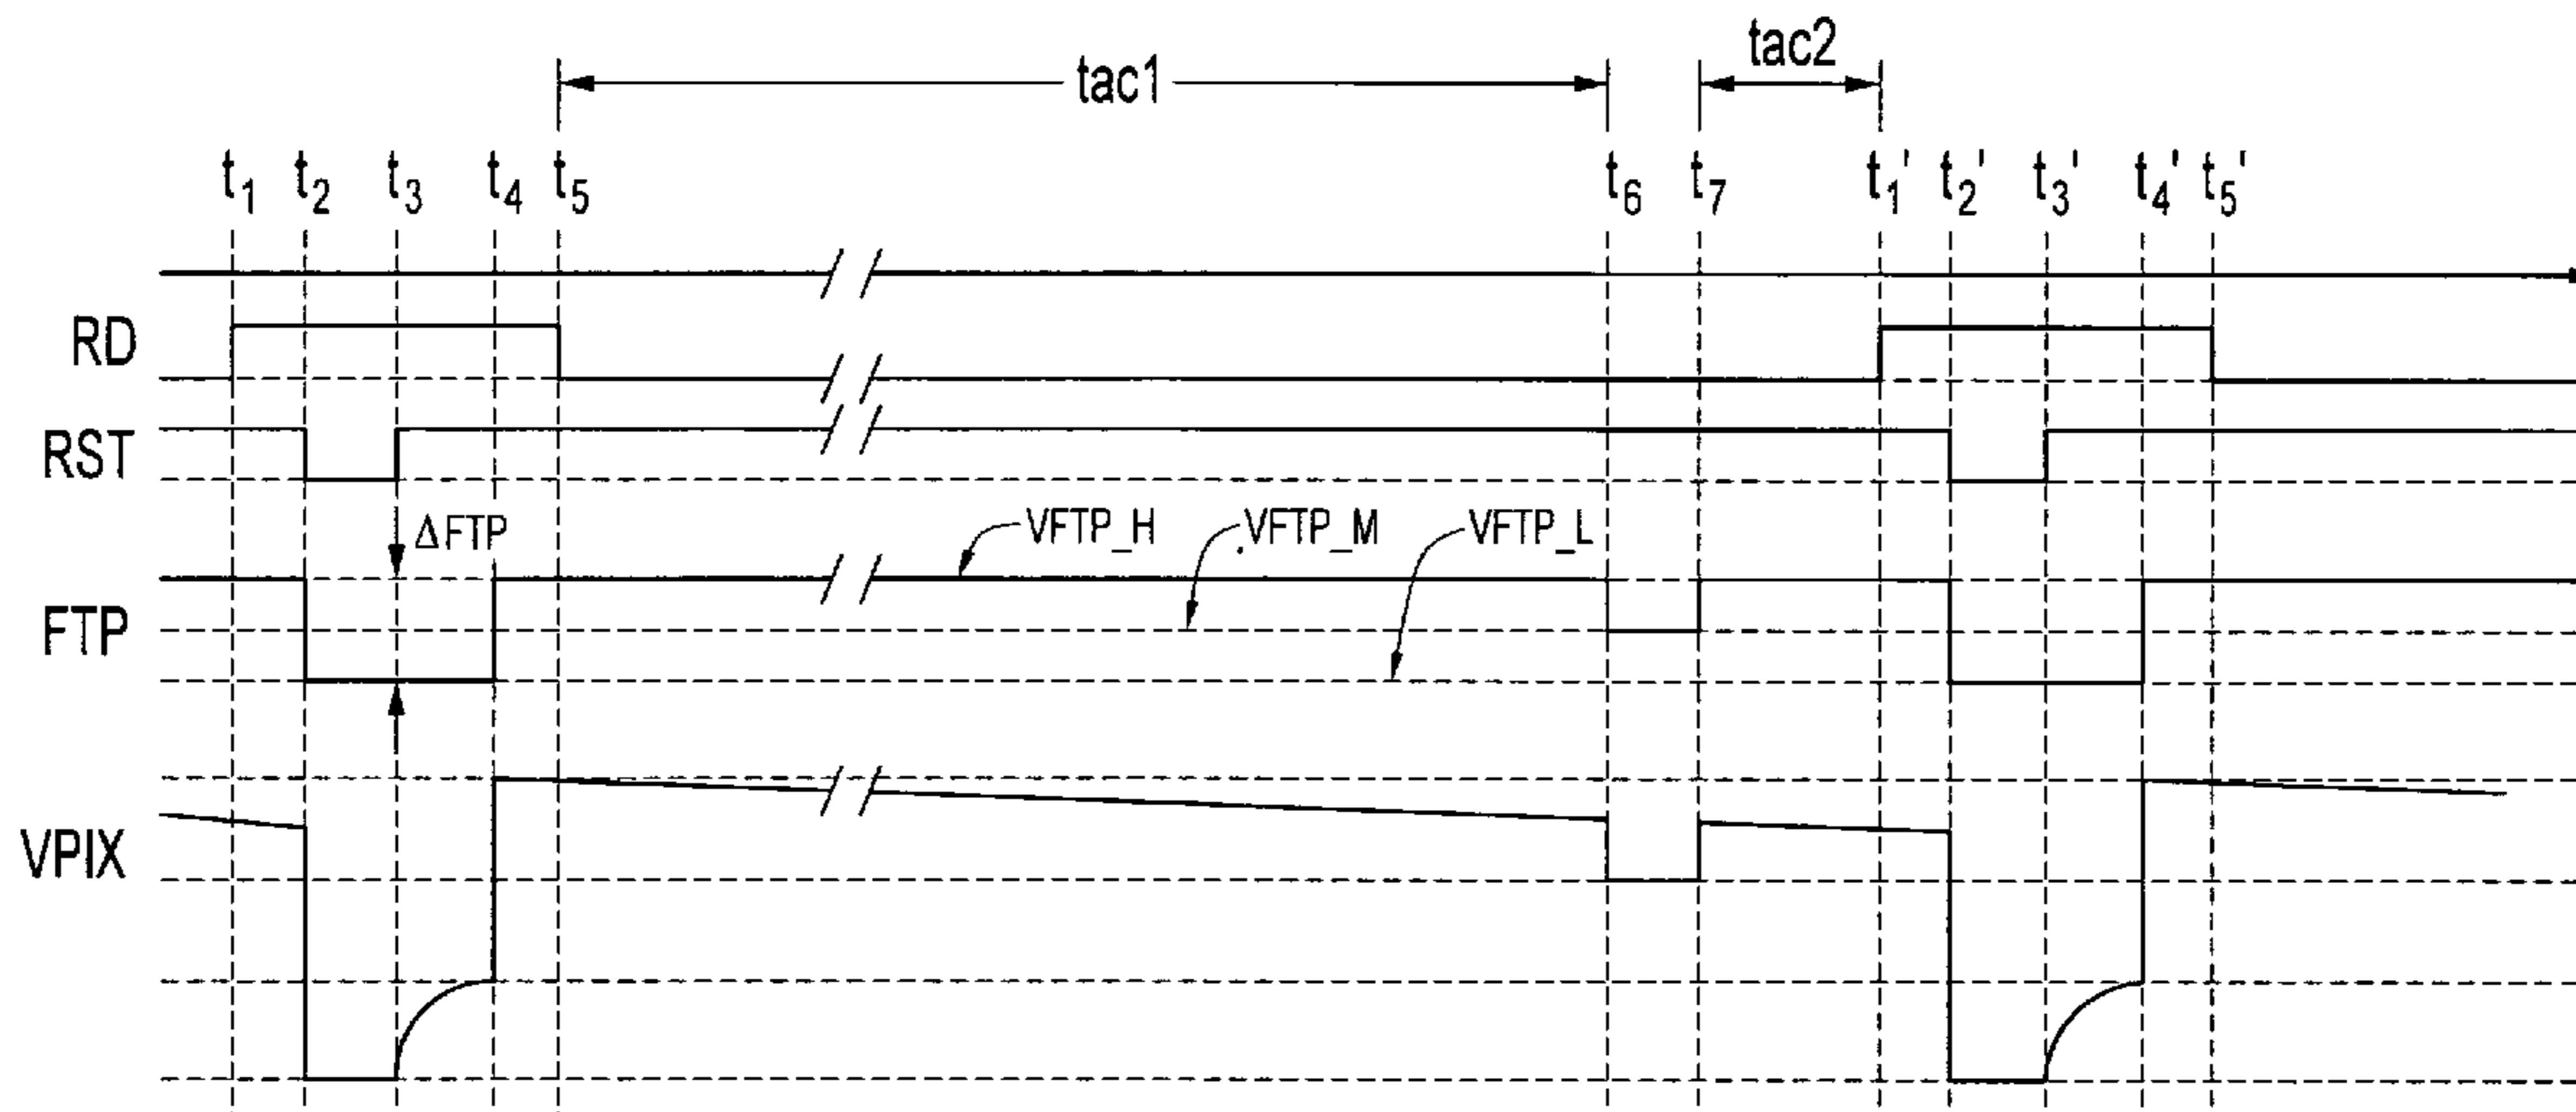 tac1 tac2
t1 t2 t3 t4 t5 t6 t7 t1' t2' t3' t4' t5'
RD
RST
ΔFTP VFTP_H VFTP_M VFTP_L
FTP
VPIX